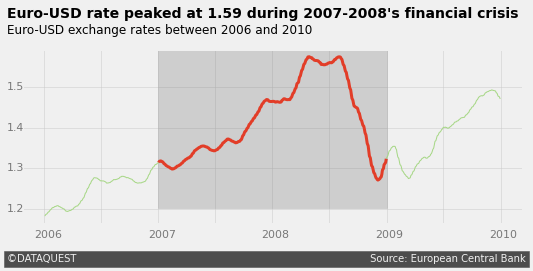 Euro-USD rate peaked at 1.59 during 2007-2008's financial crisis
Euro-USD exchange rates between 2006 and 2010
1.5
1.4
1.3
1.2
2006 2007 2008 2009 2010
©DATAQUEST Source: European Central Bank